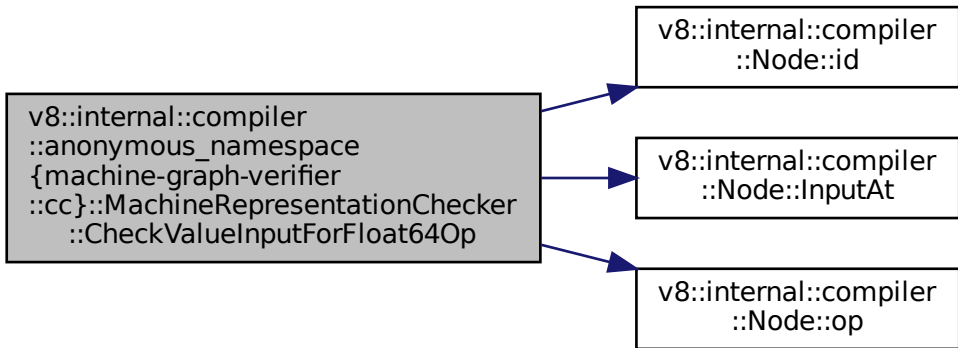 v8::internal::compiler
::anonymous_namespace
{machine-graph-verifier
::cc}::MachineRepresentationChecker
::CheckValueInputForFloat64Op
v8::internal::compiler
::Node::id
v8::internal::compiler
::Node::InputAt
v8::internal::compiler
::Node::op